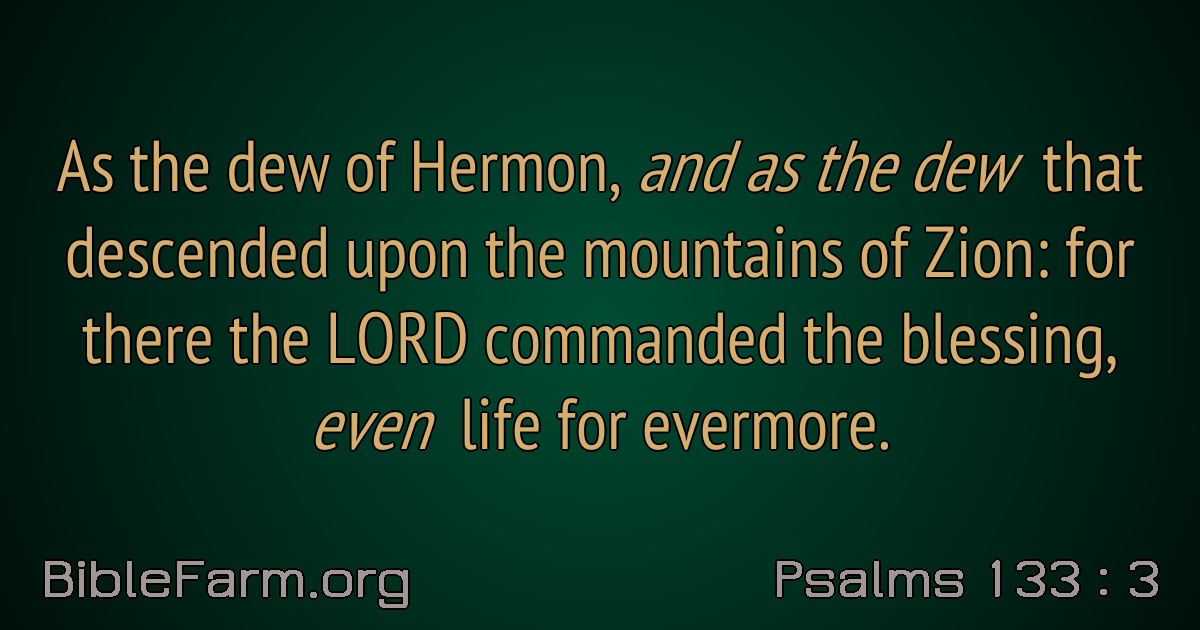 As the dew of Hermon, and as the dew that
descended upon the mountains of Zion: for
there the LORD commanded the blessing,
even life for evermore.
BibleFarm.org
Psalms 133 : 3